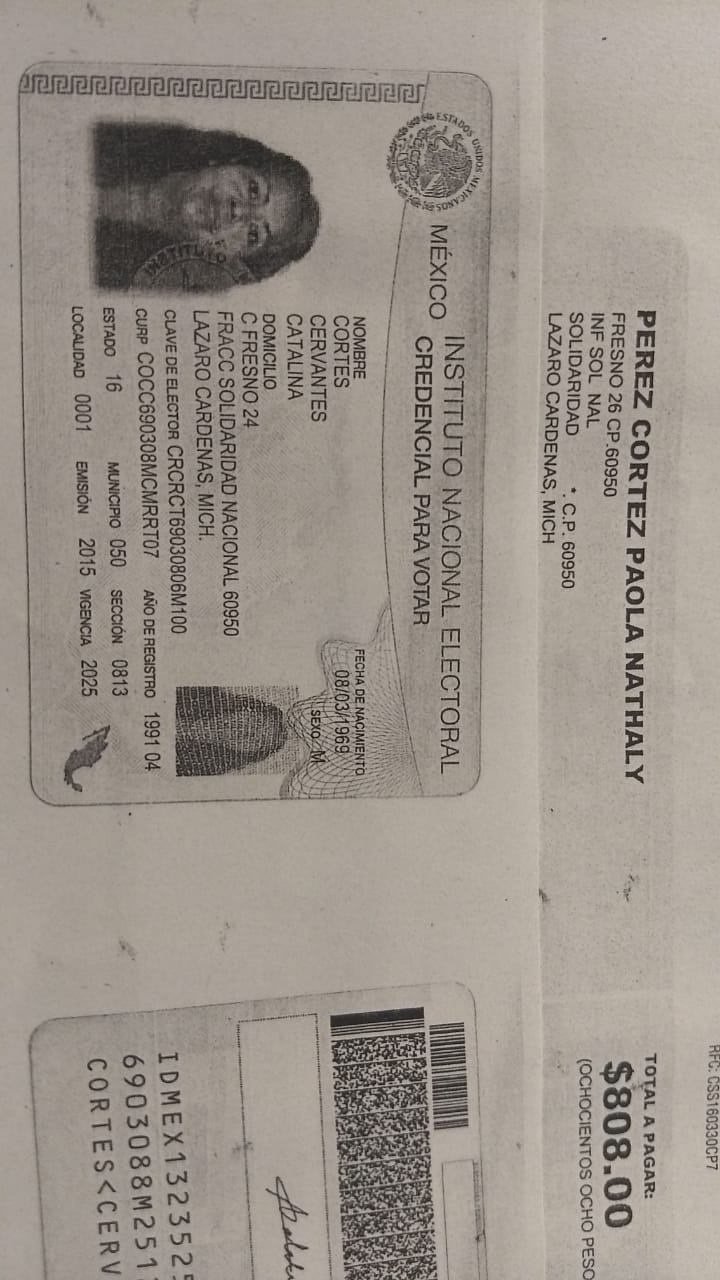 RFC: CSS160330CP7
PEREZ CORTEZ PAOLA NATHALY
FRESNO 26 CP.60950
INF SOL NAL
SOLIDARIDAD *. C.P. 60950
LAZARO CARDENAS, MICH
TOTAL A PAGAR:
$808.00
(OCHOCIENTOS OCHO PESO
ESTADOS UNIDOS MEXICANOS
MÉXICO INSTITUTO NACIONAL ELECTORAL
CREDENCIAL PARA VOTAR
NOMBRE
CORTES
CERVANTES
CATALINA
FECHA DE NACIMIENTO
08/03/1969
SEXO M
DOMICILIO
C FRESNO 24
FRACC SOLIDARIDAD NACIONAL 60950
LAZARO CARDENAS, MICH.
CLAVE DE ELECTOR CRCRCT69030806M100
CURP COCC690308MCMRRT07 AÑO DE REGISTRO 1991 04
ESTADO 16 MUNICIPIO 050 SECCIÓN 0813
LOCALIDAD 0001 EMISIÓN 2015 VIGENCIA 2025
INSTITUTO
IDMEX132352
6903088M251
CORTES<CERV